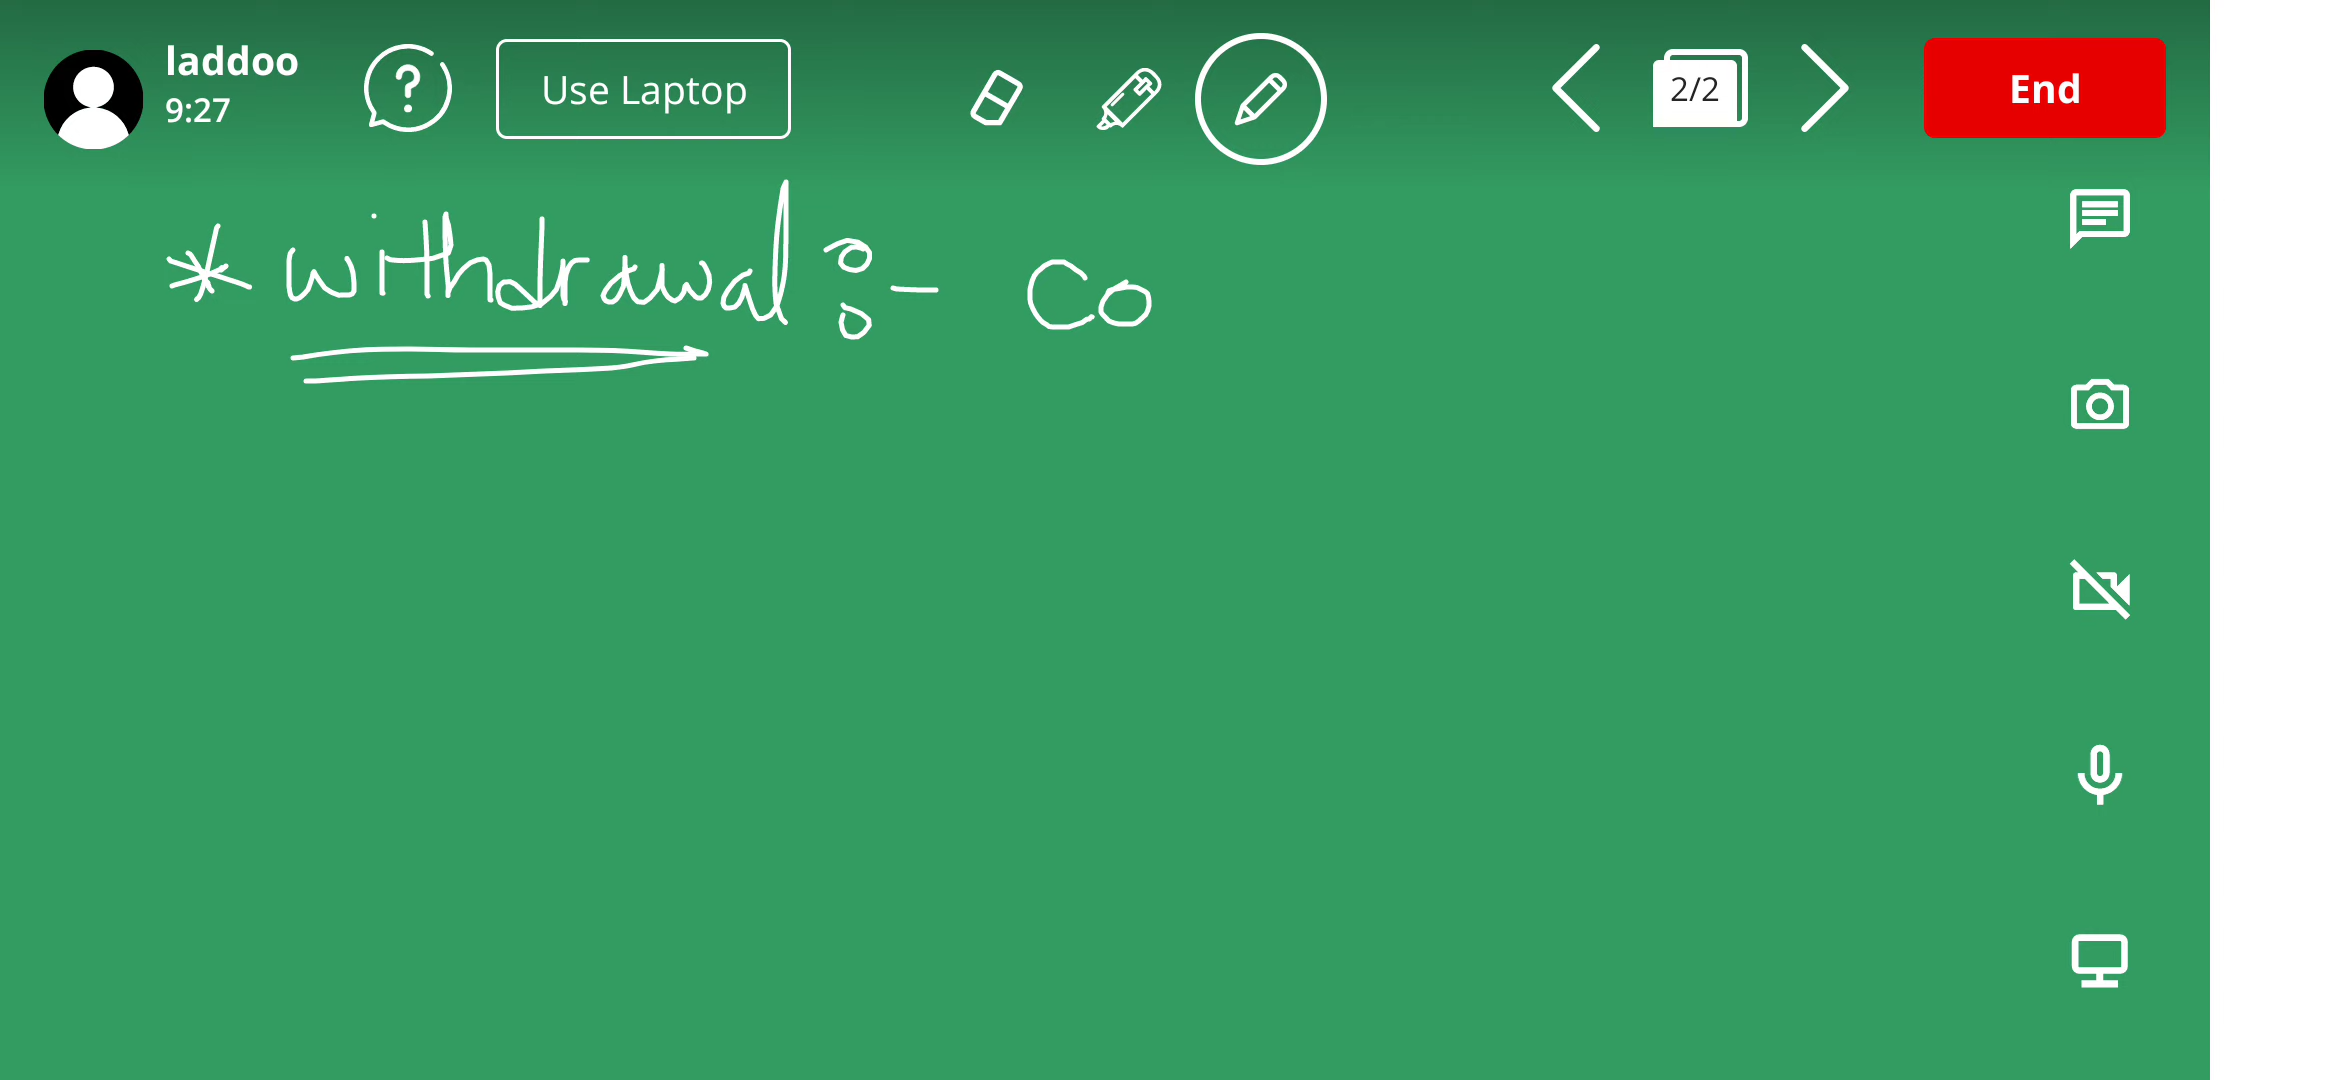 laddoo
9:27
Use Laptop
2/2
End
* withdrawal :- Co